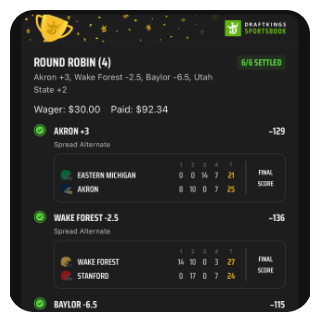 DRAFTKINGS
SPORTSBOOK
ROUND ROBIN (4)
6/6 SETTLED
Akron +3, Wake Forest -2.5, Baylor -6.5, Utah
State +2
Wager: $30.00 Paid: $92.34
AKRON +3 -129
Spread Alternate
1 2 3 4 T
EASTERN MICHIGAN 0 0 14 7 21
AKRON 8 10 0 7 25
FINAL
SCORE
WAKE FOREST -2.5 -136
Spread Alternate
1 2 3 4 T
WAKE FOREST 14 10 0 3 27
STANFORD 0 17 0 7 24
FINAL
SCORE
BAYLOR -6.5 -115